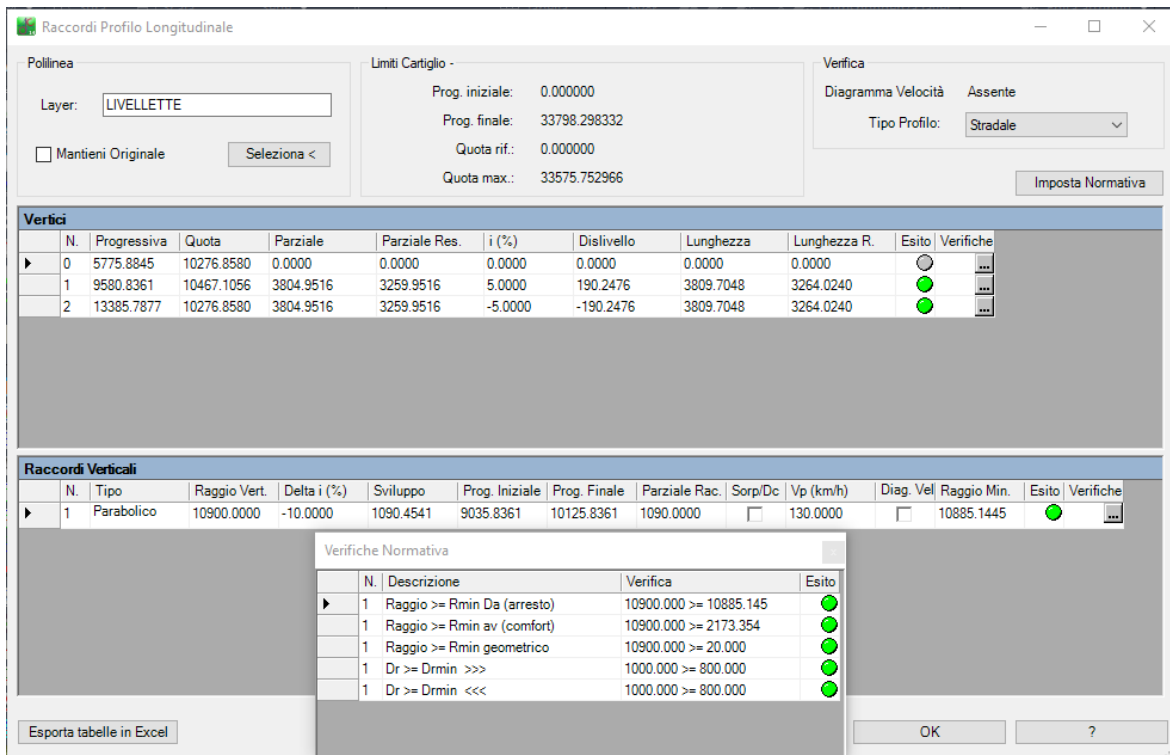 Raccordi Profilo Longitudinale
Polilinea
Layer: LIVELLETTE
Mantieni Originale Seleziona <
Limiti Cartiglio -
Prog. iniziale: 0.000000
Prog. finale: 33798.298332
Quota rif.: 0.000000
Quota max.: 33575.752966
Verifica
Diagramma Velocità Assente
Tipo Profilo: Stradale
Imposta Normativa
Vertici
N. Progressiva Quota Parziale Parziale Res. i (%) Dislivello Lunghezza Lunghezza R. Esito Verifiche
0 5775.8845 10276.8580 0.0000 0.0000 0.0000 0.0000 0.0000 0.0000 ...
1 9580.8361 10467.1056 3804.9516 3259.9516 5.0000 190.2476 3809.7048 3264.0240 ...
2 13385.7877 10276.8580 3804.9516 3259.9516 -5.0000 -190.2476 3809.7048 3264.0240 ...
Raccordi Verticali
N. Tipo Raggio Vert. Delta i (%) Sviluppo Prog. Iniziale Prog. Finale Parziale Rac. Sorp/Dc Vp (km/h) Diag. Vel Raggio Min. Esito Verifiche
1 Parabolico 10900.0000 -10.0000 1090.4541 9035.8361 10125.8361 1090.0000 130.0000 10885.1445 ...
Verifiche Normativa
N. Descrizione Verifica Esito
1 Raggio >= Rmin Da (arresto) 10900.000 >= 10885.145
1 Raggio >= Rmin av (comfort) 10900.000 >= 2173.354
1 Raggio >= Rmin geometrico 10900.000 >= 20.000
1 Dr >= Drmin >>> 1000.000 >= 800.000
1 Dr >= Drmin <<< 1000.000 >= 800.000
Esporta tabelle in Excel OK ?